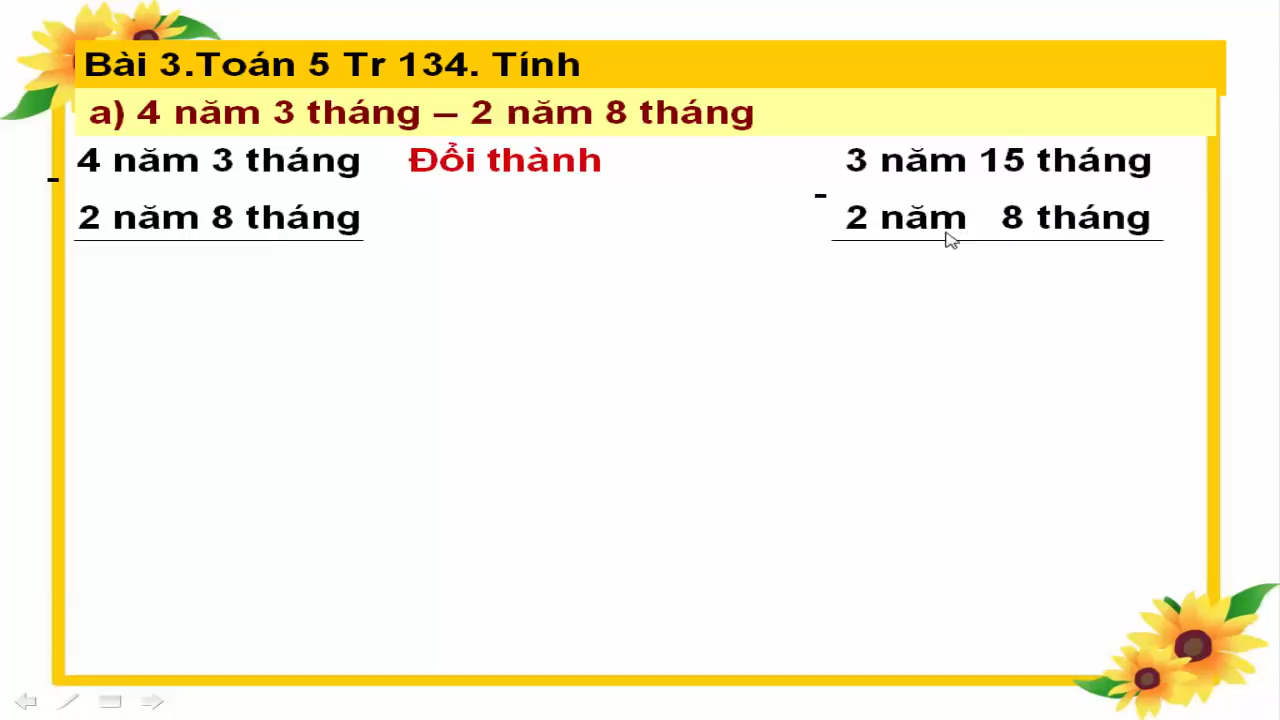 Bài 3.Toán 5 Tr 134. Tính
a) 4 năm 3 tháng – 2 năm 8 tháng
4 năm 3 tháng Đổi thành 3 năm 15 tháng
- -
2 năm 8 tháng 2 năm 8 tháng